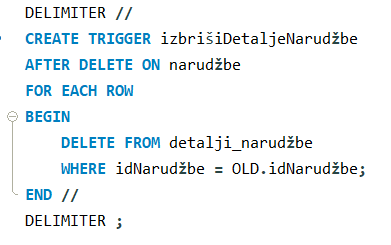 DELIMITER //
CREATE TRIGGER izbrišiDetaljeNarudžbe
AFTER DELETE ON narudžbe
FOR EACH ROW
BEGIN
DELETE FROM detalji_narudžbe
WHERE idNarudžbe = OLD.idNarudžbe;
END //
DELIMITER ;